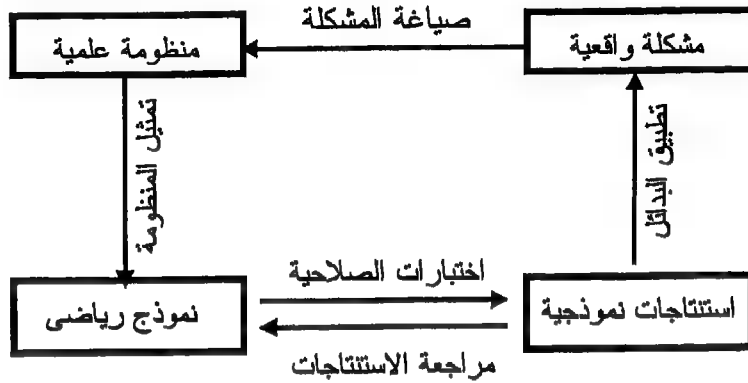 صياغة المشكلة
مشكلة واقعية
منظومة علمية
تطبيق البدائل
تمثيل المنظومة
اختبارات الصلاحية
استنتاجات نموذجية
نموذج رياضى
مراجعة الاستنتاجات